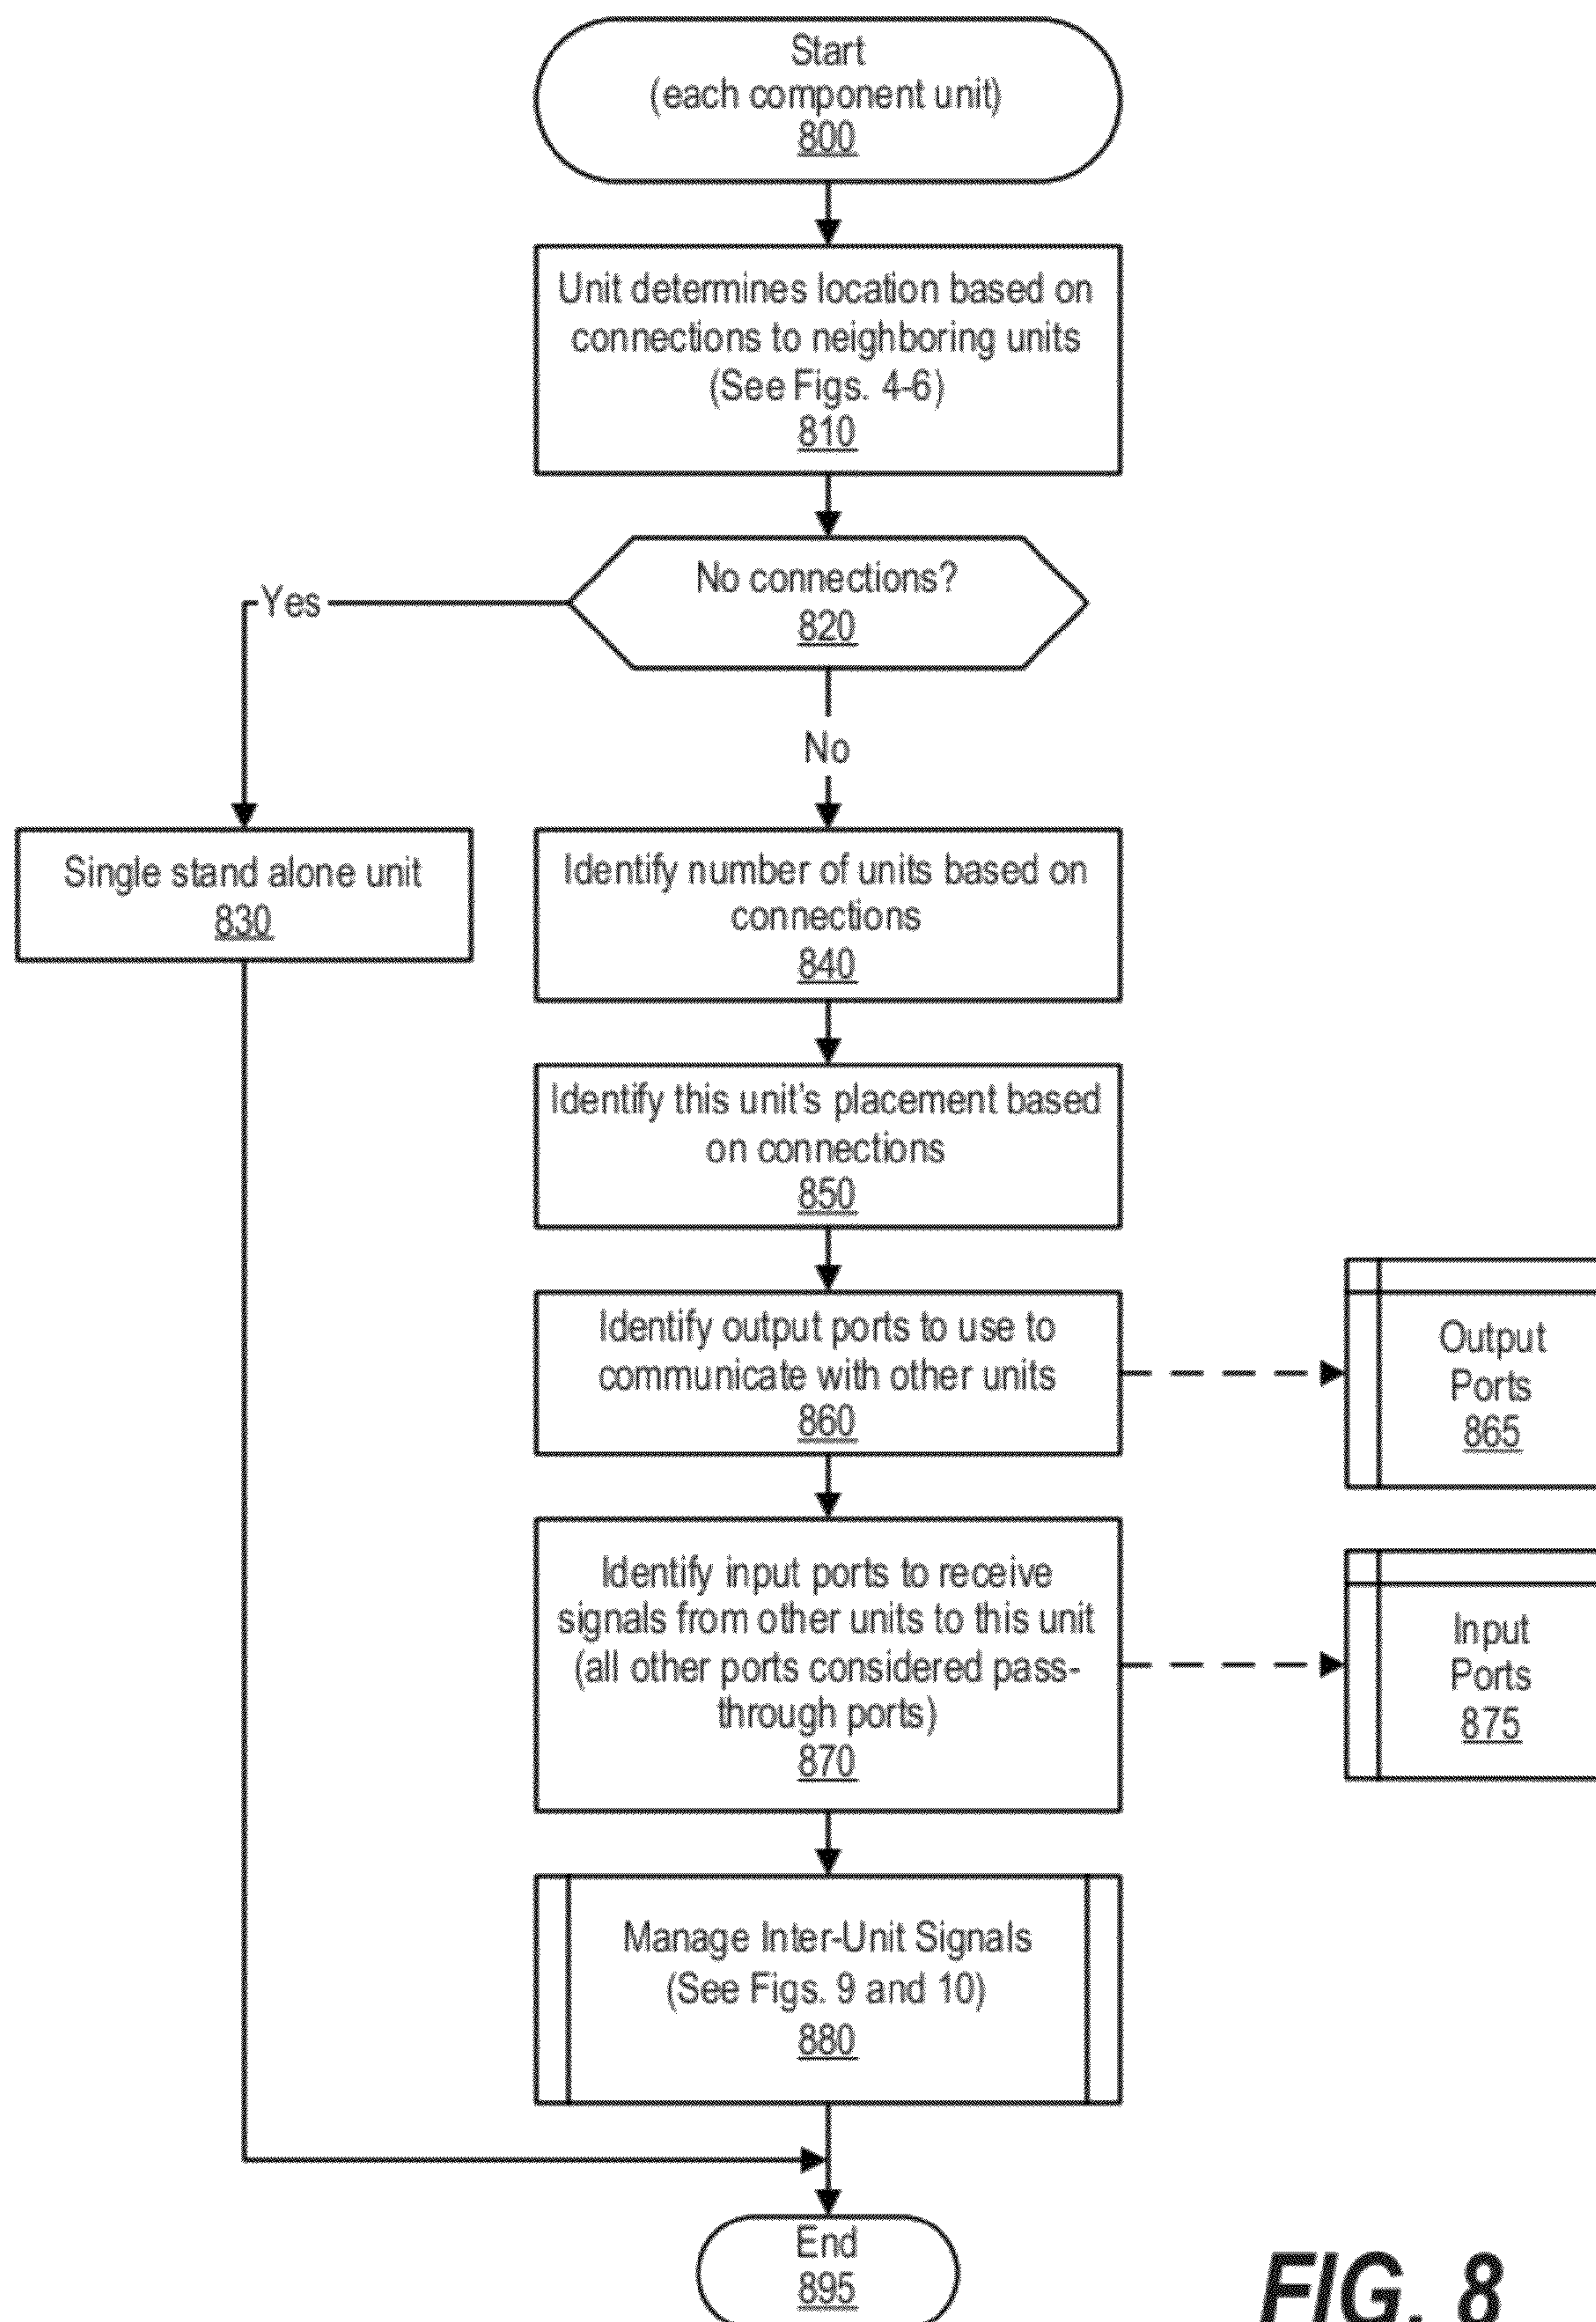 Start
(each component unit)
800
Unit determines location based on
connections to neighboring units
(See Figs. 4-6)
810
No connections?
820
Yes
No
Single stand alone unit
830
Identify number of units based on
connections
840
Identify this unit's placement based
on connections
850
Identify output ports to use to
communicate with other units
860
Output
Ports
865
Identify input ports to receive
signals from other units to this unit
(all other ports considered pass-
through ports)
870
Input
Ports
875
Manage Inter-Unit Signals
(See Figs. 9 and 10)
880
End
895
FIG. 8